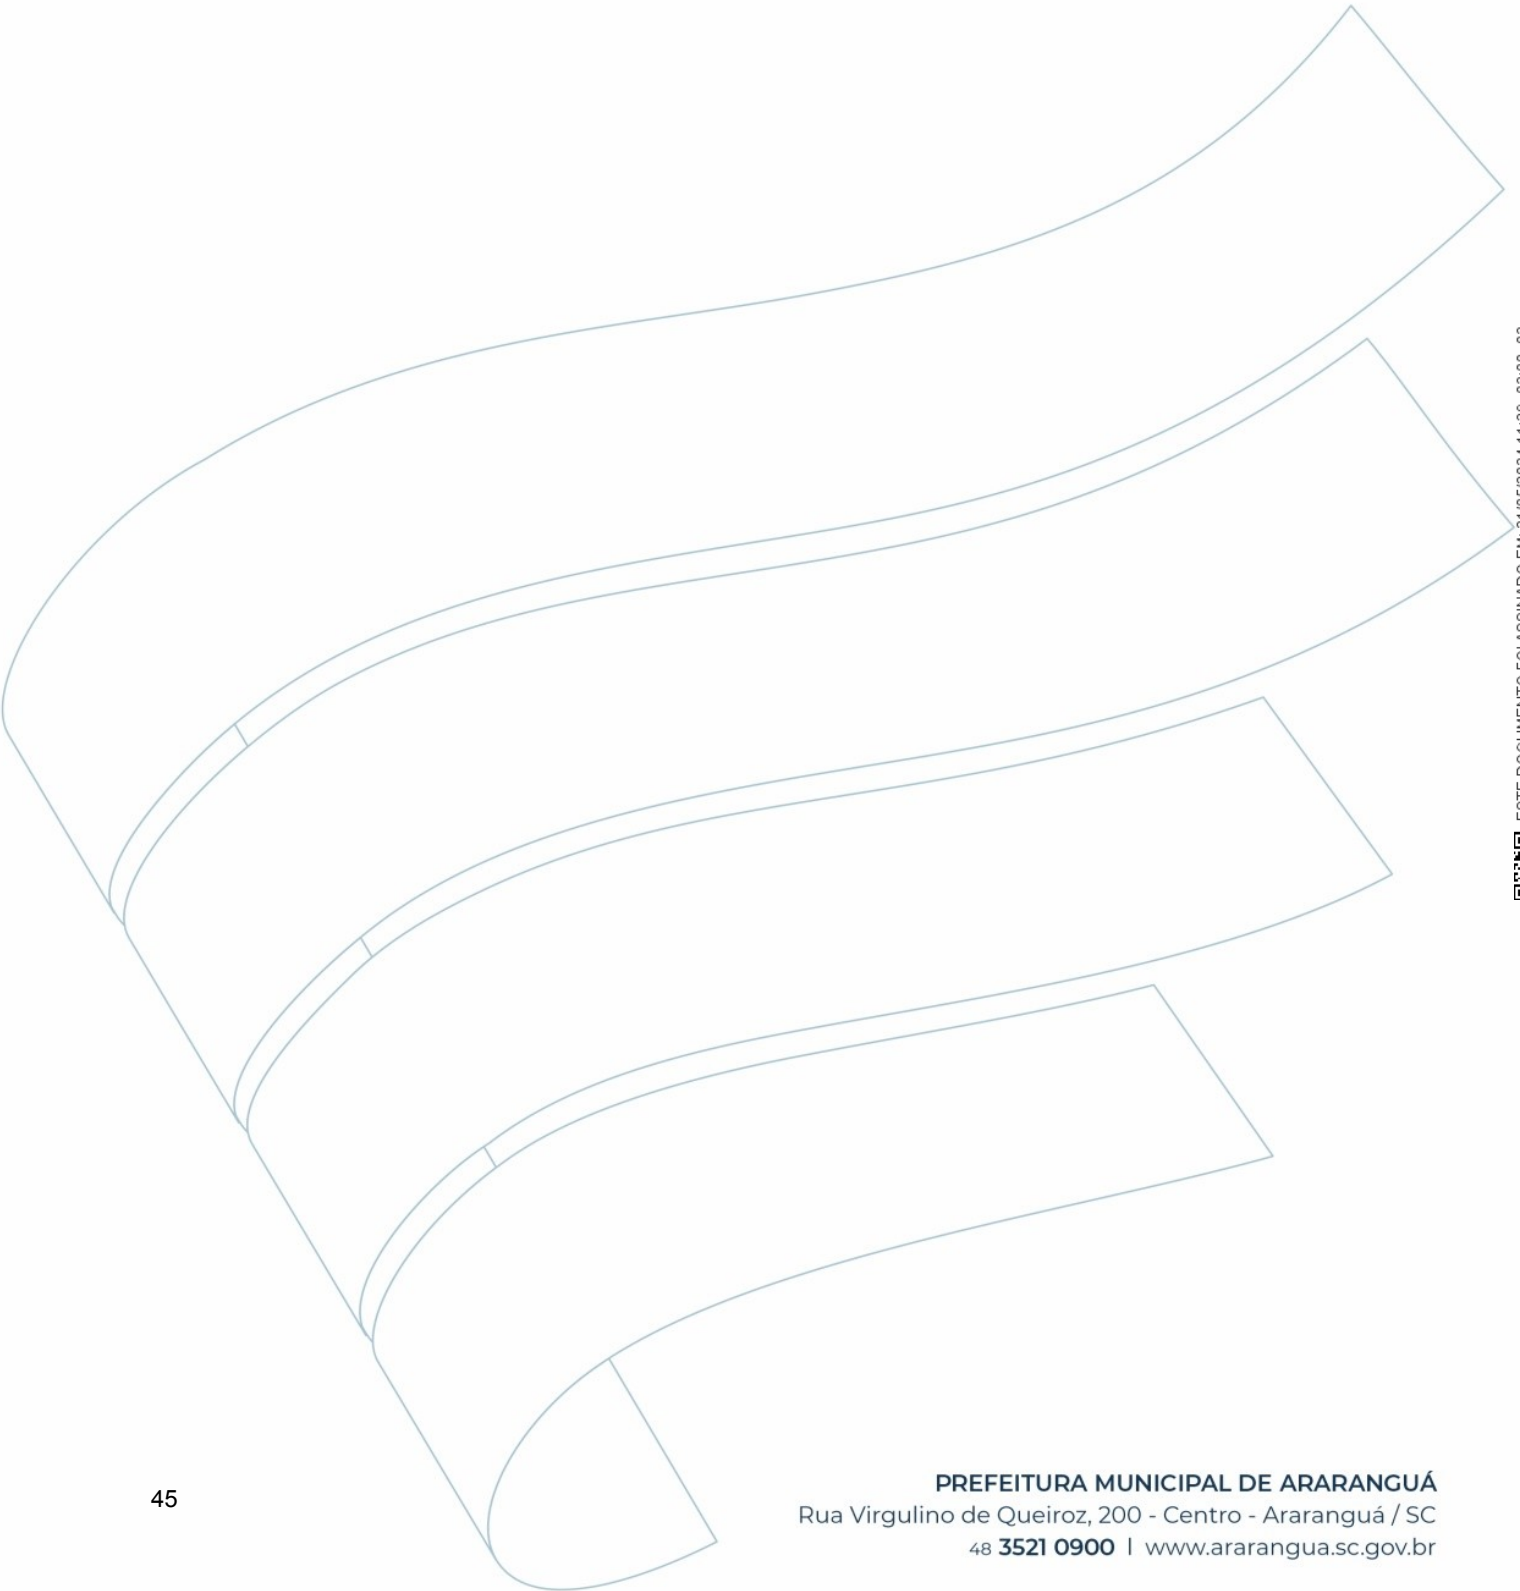 45
PREFEITURA MUNICIPAL DE ARARANGUÁ
Rua Virgulino de Queiroz, 200 - Centro - Araranguá / SC
48 3521 0900 | www.ararangua.sc.gov.br